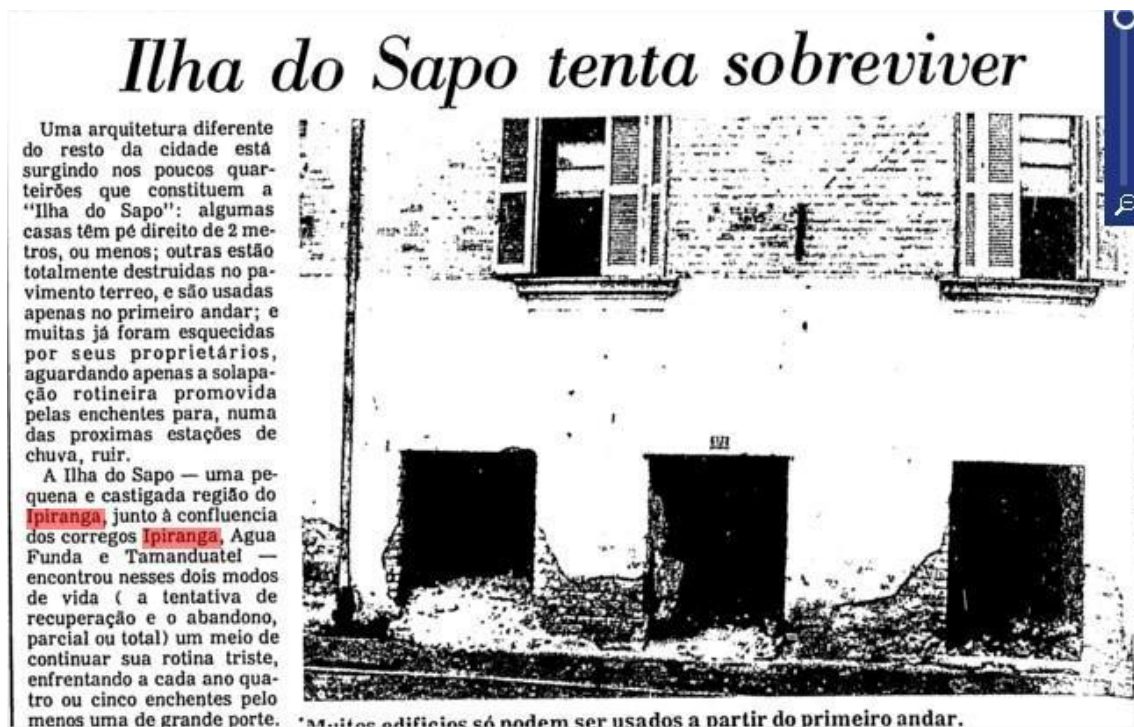 Ilha do Sapo tenta sobreviver
Uma arquitetura diferente
do resto da cidade está
surgindo nos poucos quar-
teirões que constituem a
"Ilha do Sapo": algumas
casas têm pé direito de 2 me-
tros, ou menos; outras estão
totalmente destruidas no pa-
vimento terreo, e são usadas
apenas no primeiro andar; e
muitas já foram esquecidas
por seus proprietários,
aguardando apenas a solapa-
ção rotineira promovida
pelas enchentes para, numa
das proximas estações de
chuva, ruir.
A Ilha do Sapo — uma pe-
quena e castigada região do
Ipiranga, junto à confluencia
dos corregos Ipiranga, Agua
Funda e Tamanduateí —
encontrou nesses dois modos
de vida ( a tentativa de
recuperação e o abandono,
parcial ou total) um meio de
continuar sua rotina triste,
enfrentando a cada ano qua-
tro ou cinco enchentes pelo
menos uma de grande porte.
Muitos edificios só podem ser usados a partir do primeiro andar.